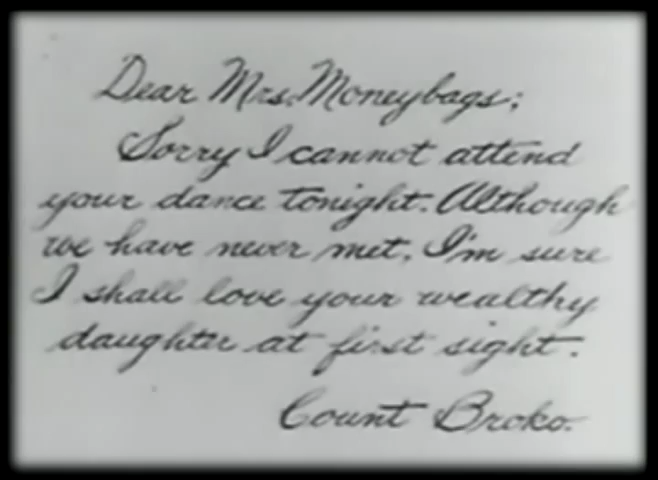 Dear Mrs. Moneybags;
Sorry I cannot attend
your dance tonight. Although
we have never met, I'm sure
I shall love your wealthy
daughter at first sight.
Count Broko.